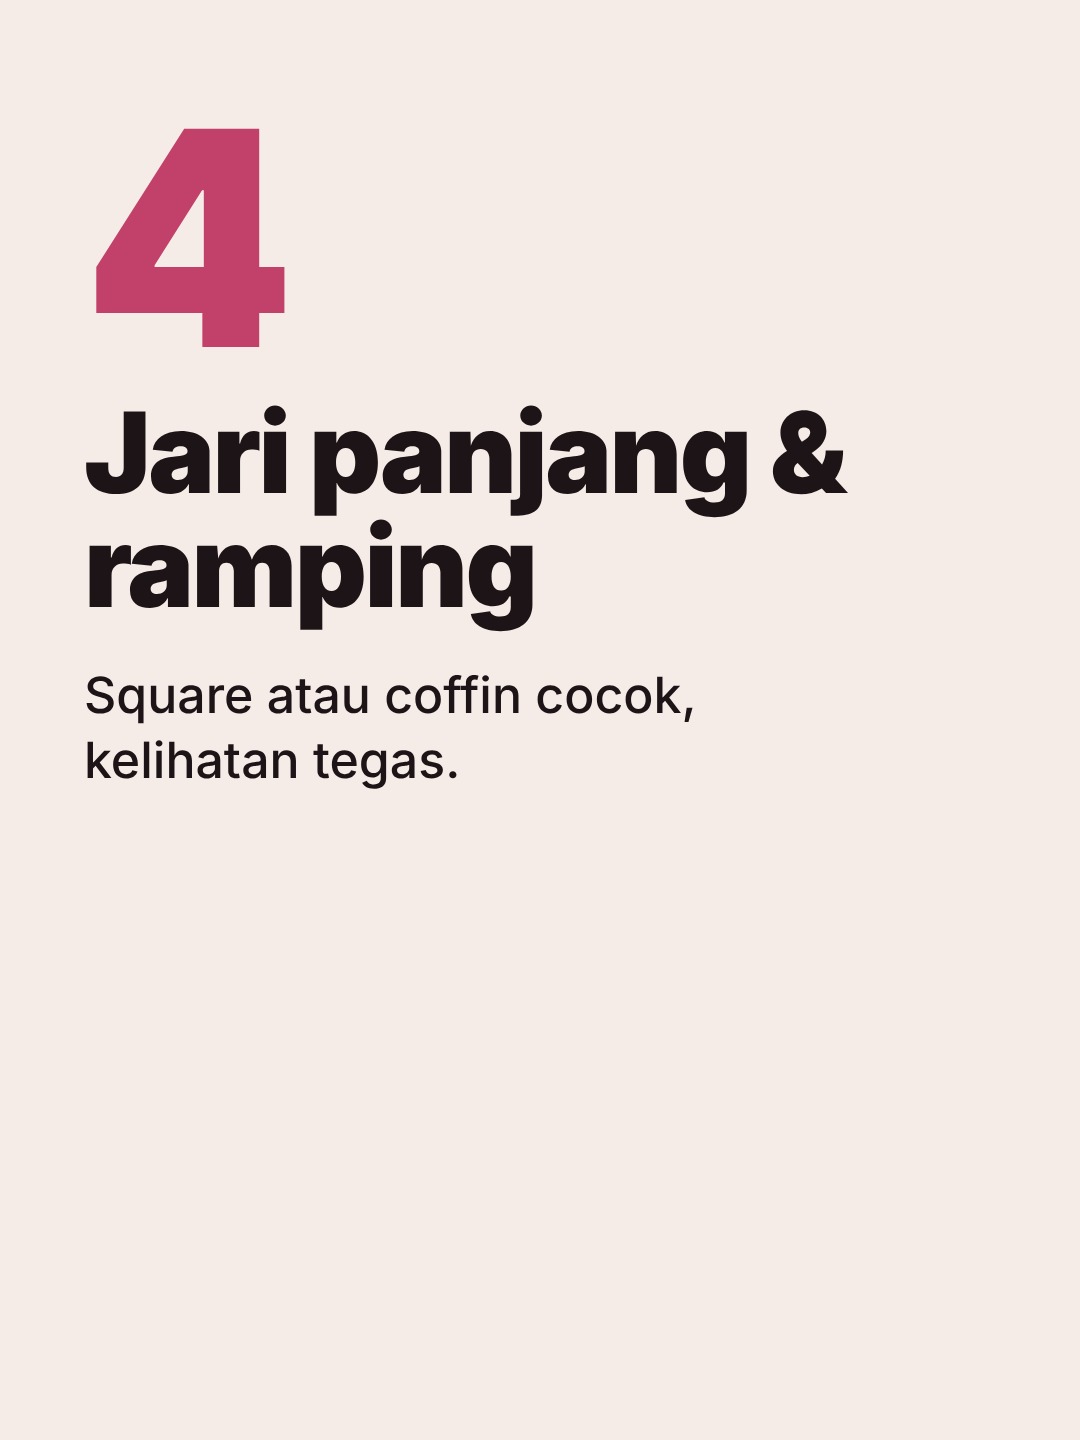 4
Jari panjang &
ramping
Square atau coffin cocok,
kelihatan tegas.